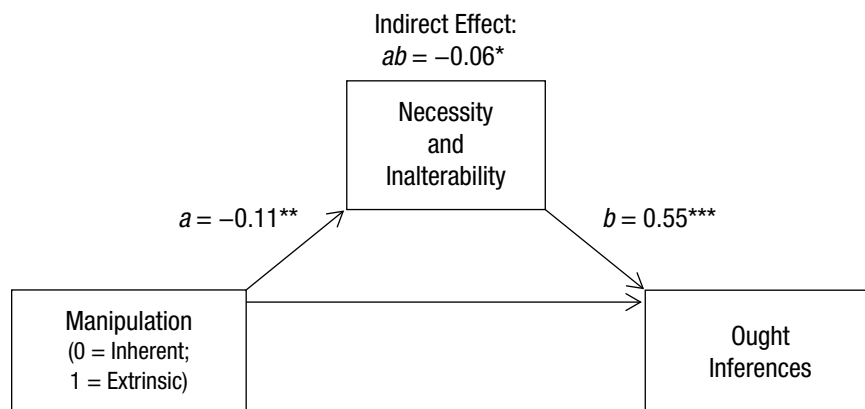 Indirect Effect:
ab = −0.06*
Necessity
and
Inalterability
a = −0.11**
b = 0.55***
Manipulation
(0 = Inherent;
1 = Extrinsic)
Ought
Inferences